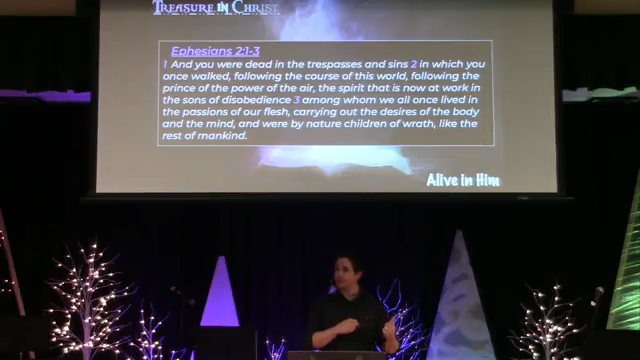 TREASURE IN CHRIST
Ephesians 2:1-3
1 And you were dead in the trespasses and sins 2 in which you
once walked, following the course of this world, following the
prince of the power of the air, the spirit that is now at work in
the sons of disobedience 3 among whom we all once lived in
the passions of our flesh, carrying out the desires of the body
and the mind, and were by nature children of wrath, like the
rest of mankind.
Alive in Him